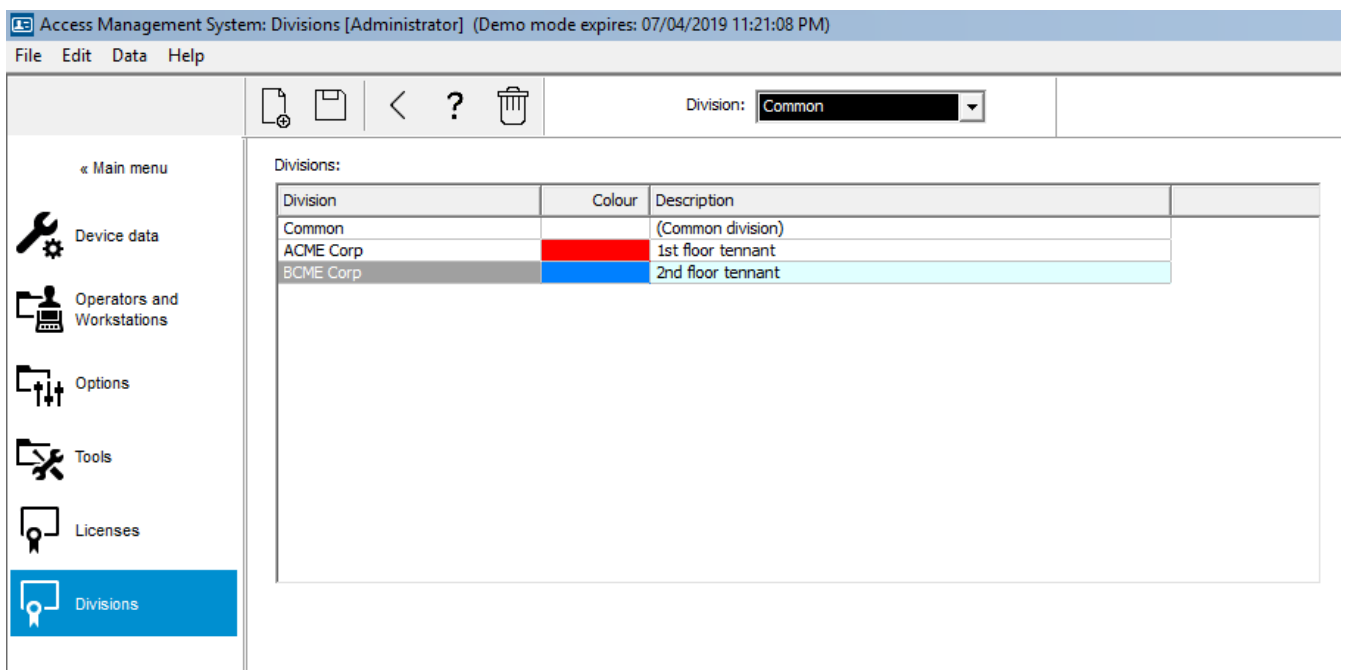 Access Management System: Divisions [Administrator] (Demo mode expires: 07/04/2019 11:21:08 PM)
File Edit Data Help
? Division: Common
« Main menu
Divisions:
Division Colour Description
Common (Common division)
ACME Corp 1st floor tennant
BCME Corp 2nd floor tennant
Device data
Operators and
Workstations
Options
Tools
Licenses
Divisions